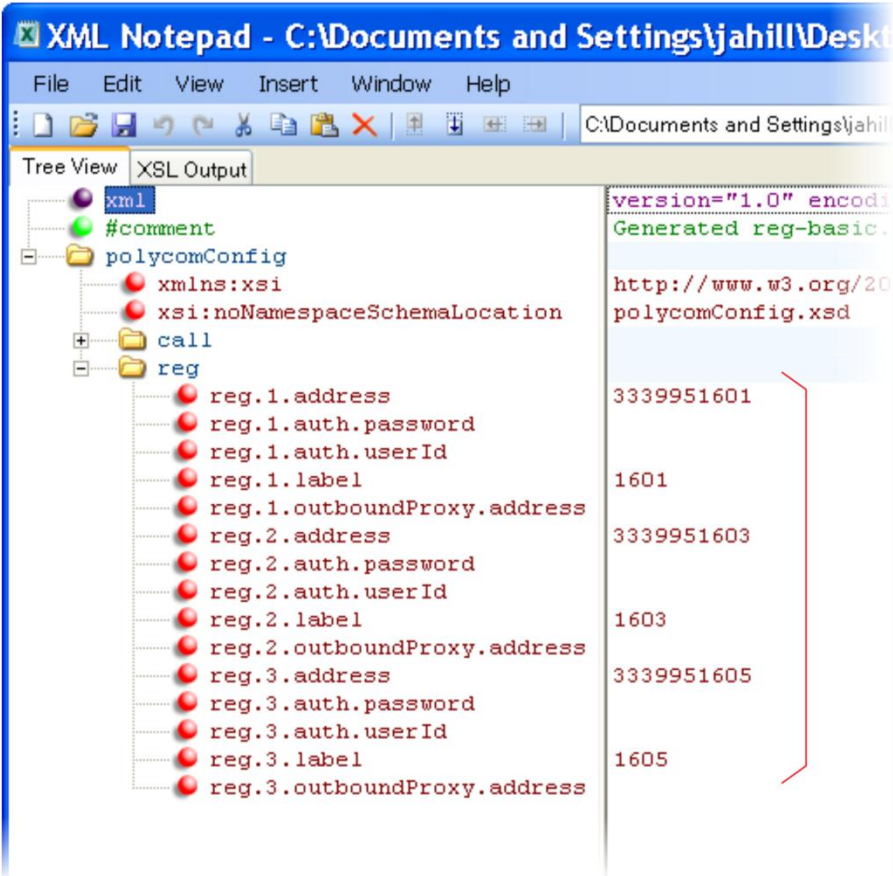 XML Notepad - C:\Documents and Settings\jahill\Deskt
File Edit View Insert Window Help
C:\Documents and Settings\jahill
Tree View XSL Output
xml version="1.0" encodi
#comment Generated reg-basic.
polycomConfig
xmlns:xsi http://www.w3.org/20
xsi:noNamespaceSchemaLocation polycomConfig.xsd
call
reg
reg.1.address 3339951601
reg.1.auth.password
reg.1.auth.userId
reg.1.label 1601
reg.1.outboundProxy.address
reg.2.address 3339951603
reg.2.auth.password
reg.2.auth.userId
reg.2.label 1603
reg.2.outboundProxy.address
reg.3.address 3339951605
reg.3.auth.password
reg.3.auth.userId
reg.3.label 1605
reg.3.outboundProxy.address